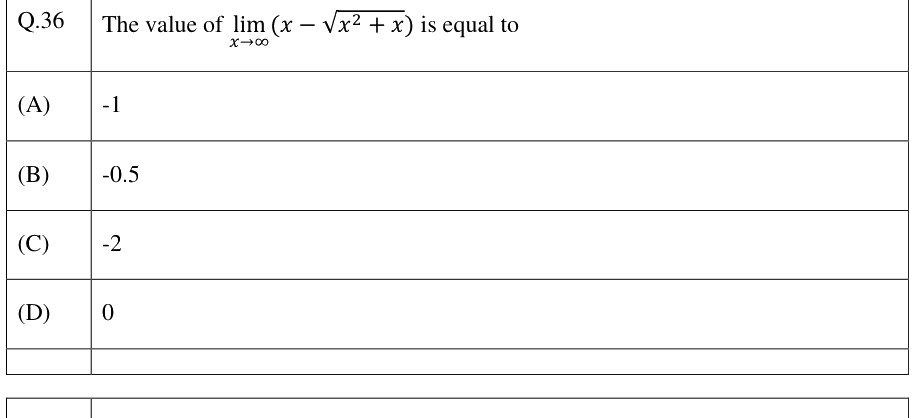 Q.36 The value of lim (x − √x² + x) is equal to
x→∞
(A) -1
(B) -0.5
(C) -2
(D) 0